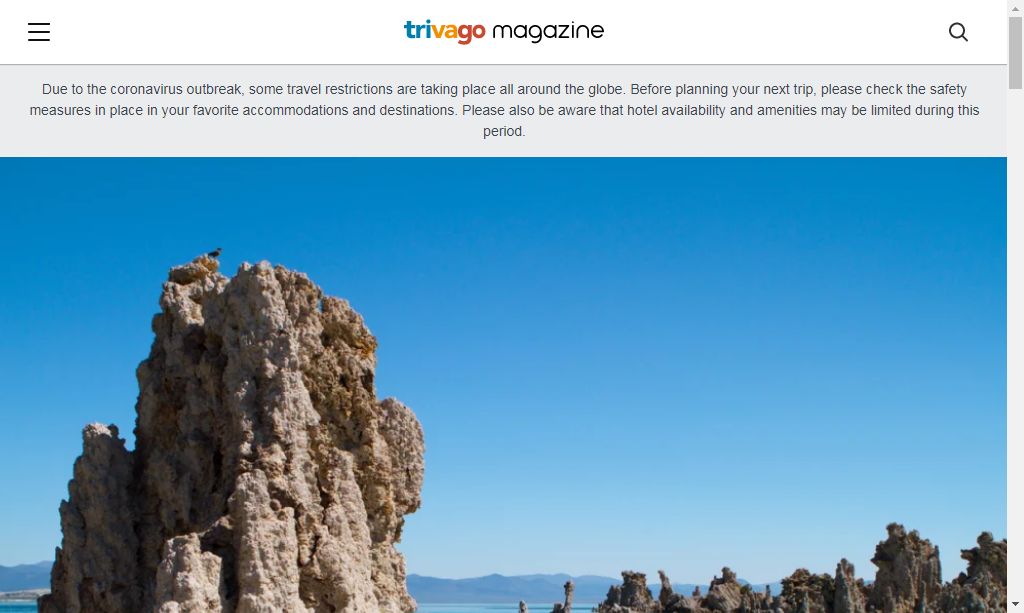 trivago magazine
Due to the coronavirus outbreak, some travel restrictions are taking place all around the globe. Before planning your next trip, please check the safety
measures in place in your favorite accommodations and destinations. Please also be aware that hotel availability and amenities may be limited during this
period.